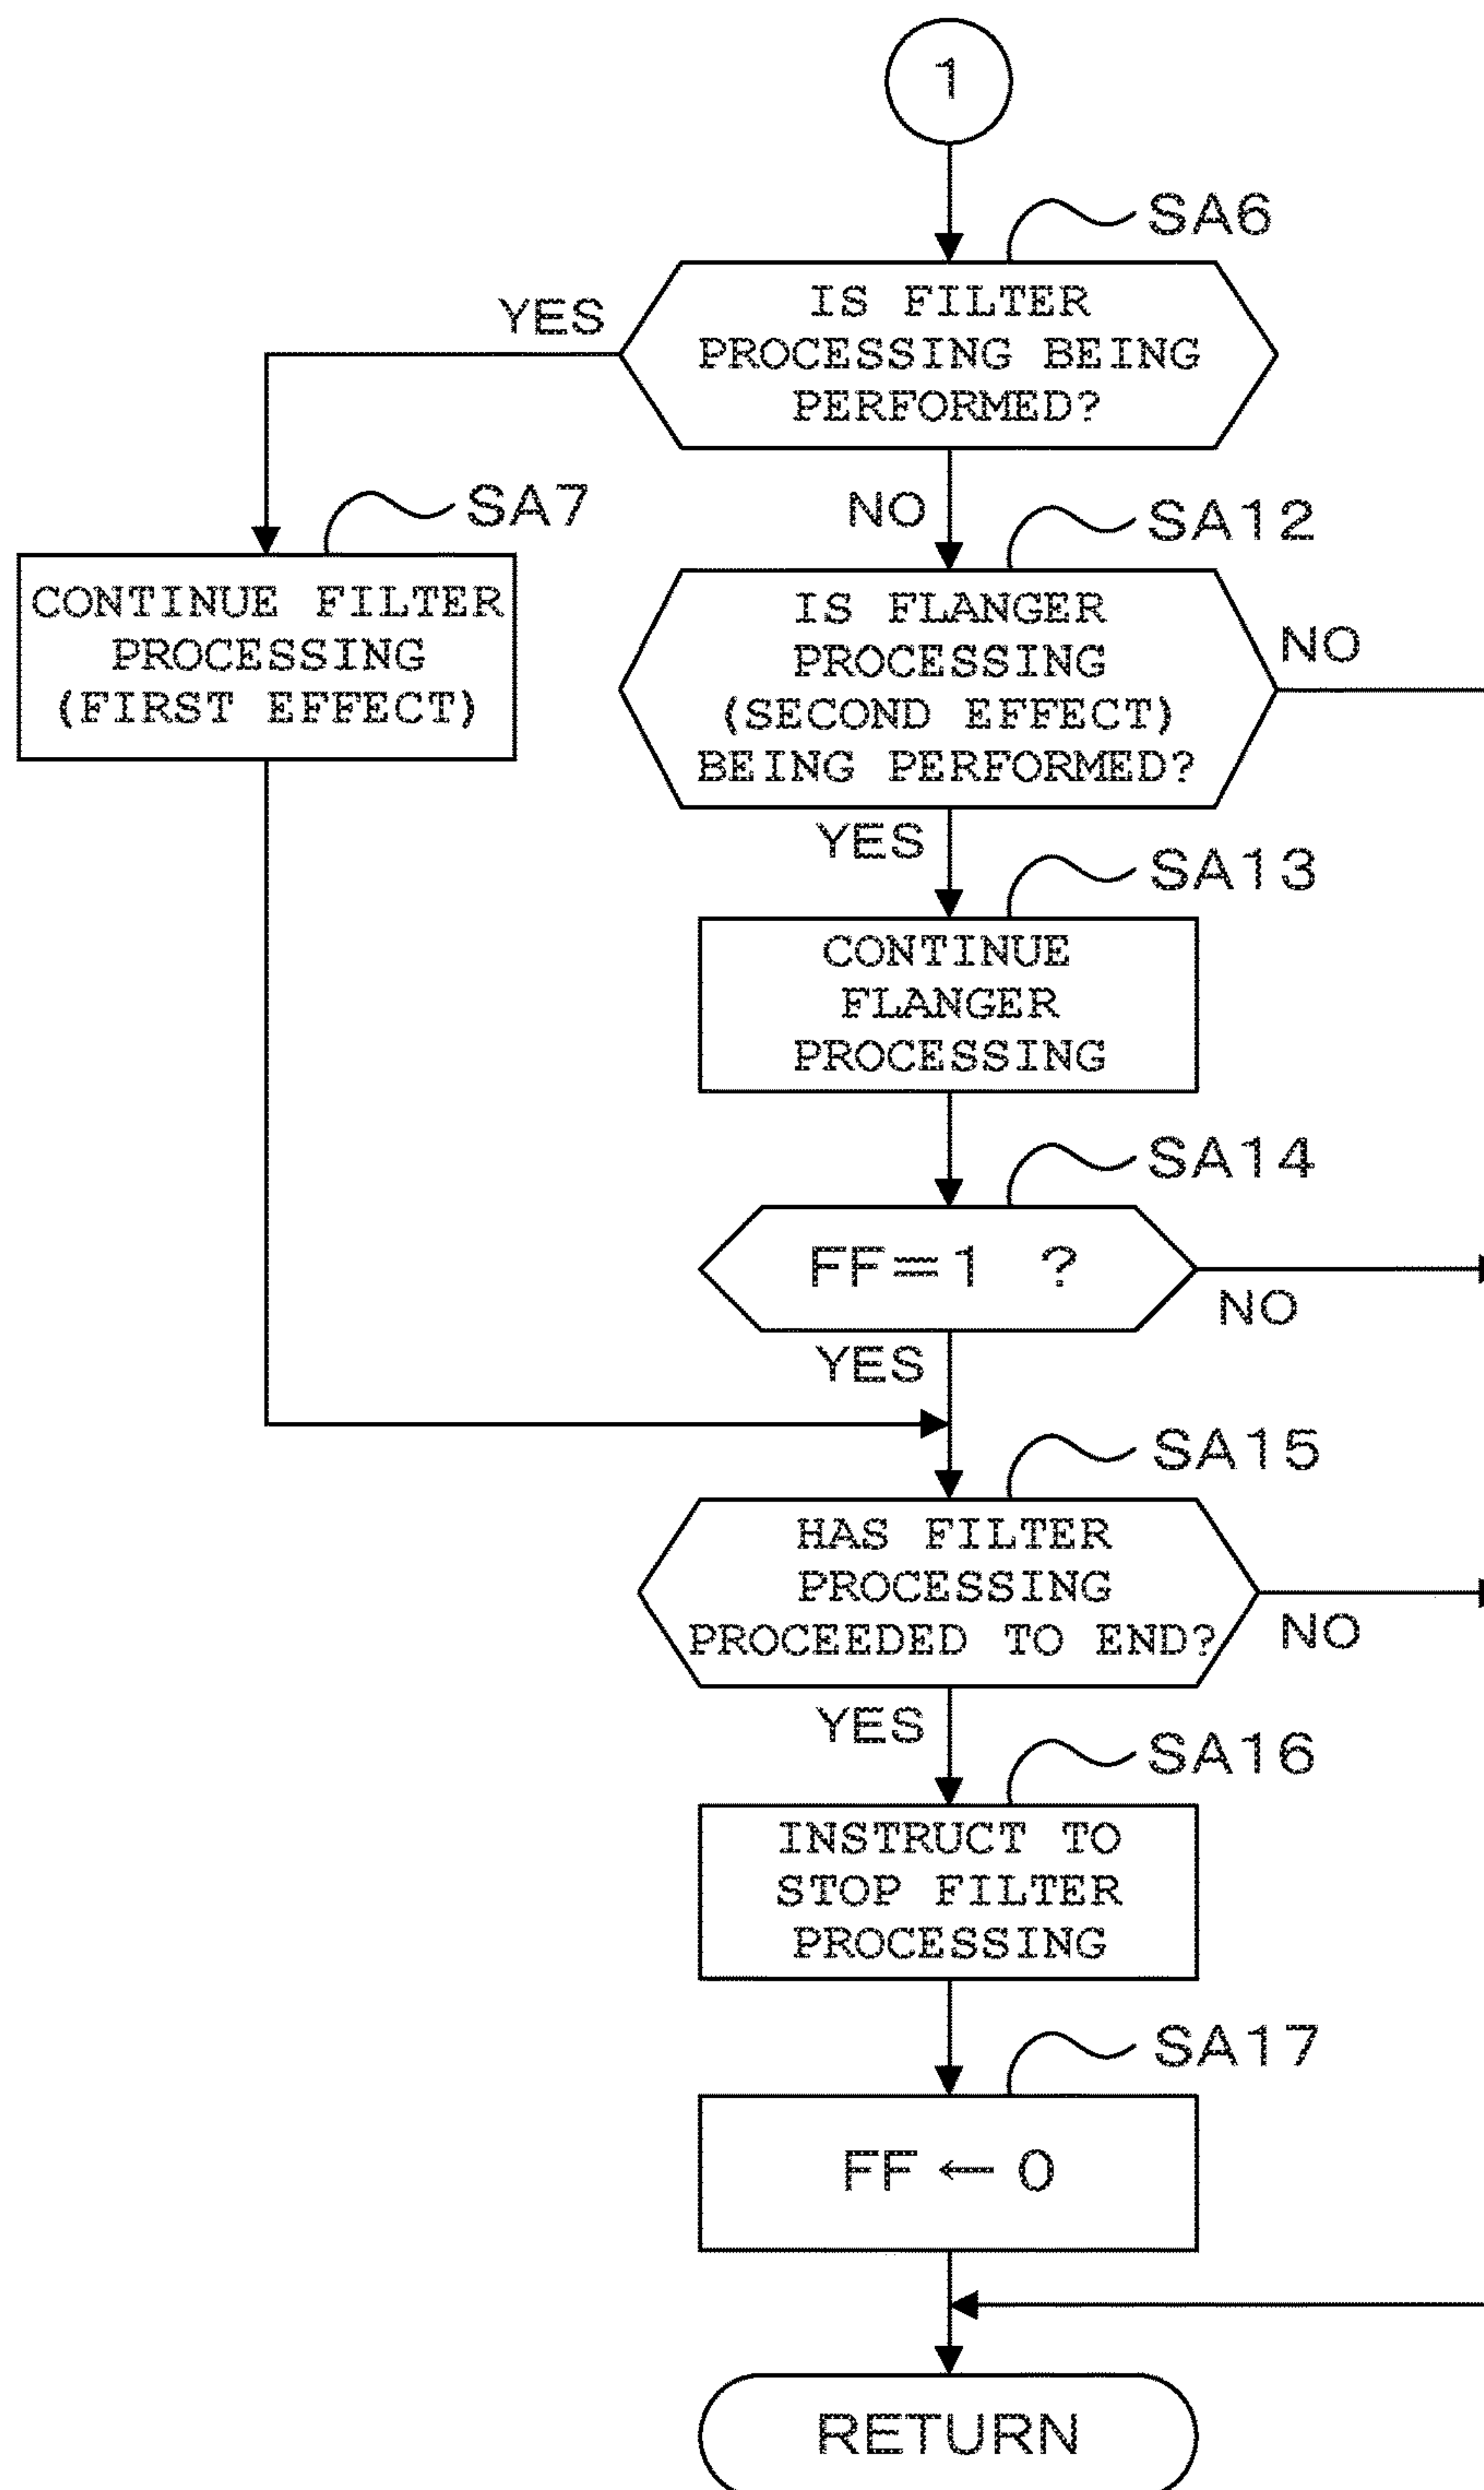 1
SA6
IS FILTER
PROCESSING BEING
PERFORMED?
YES
NO
SA7
CONTINUE FILTER
PROCESSING
(FIRST EFFECT)
SA12
IS FLANGER
PROCESSING
(SECOND EFFECT)
BEING PERFORMED?
NO
YES
SA13
CONTINUE
FLANGER
PROCESSING
SA14
FF=1 ?
NO
YES
SA15
HAS FILTER
PROCESSING
PROCEEDED TO END?
NO
YES
SA16
INSTRUCT TO
STOP FILTER
PROCESSING
SA17
FF ← 0
RETURN